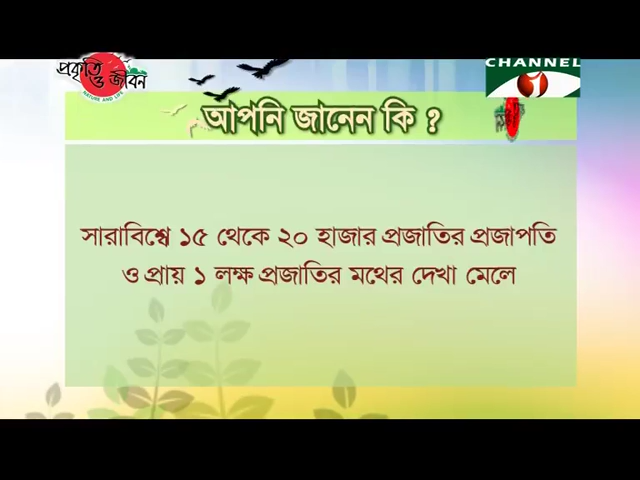 প্রকৃতি ও জীবন
NATURE AND LIFE
CHANNEL
i
আপনি জানেন কি ?
সারাবিশ্বে ১৫ থেকে ২০ হাজার প্রজাতির প্রজাপতি
ও প্রায় ১ লক্ষ প্রজাতির মথের দেখা মেলে